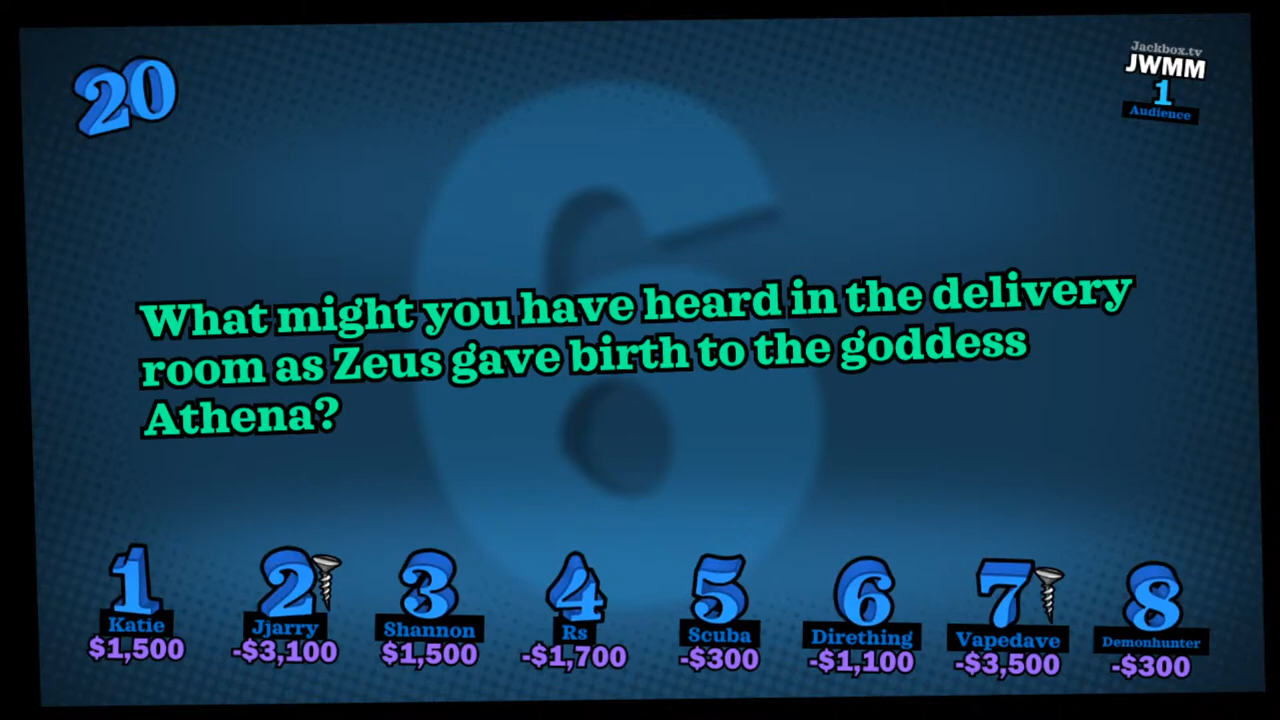 20
Jackbox.tv
JWMM
1
Audience
6
What might you have heard in the delivery
room as Zeus gave birth to the goddess
Athena?
1 2 3 4 5 6 7 8
Katie Jjarry Shannon Rs Scuba Dirething Vapedave Demonhunter
$1,500 -$3,100 $1,500 -$1,700 -$300 -$1,100 -$3,500 -$300